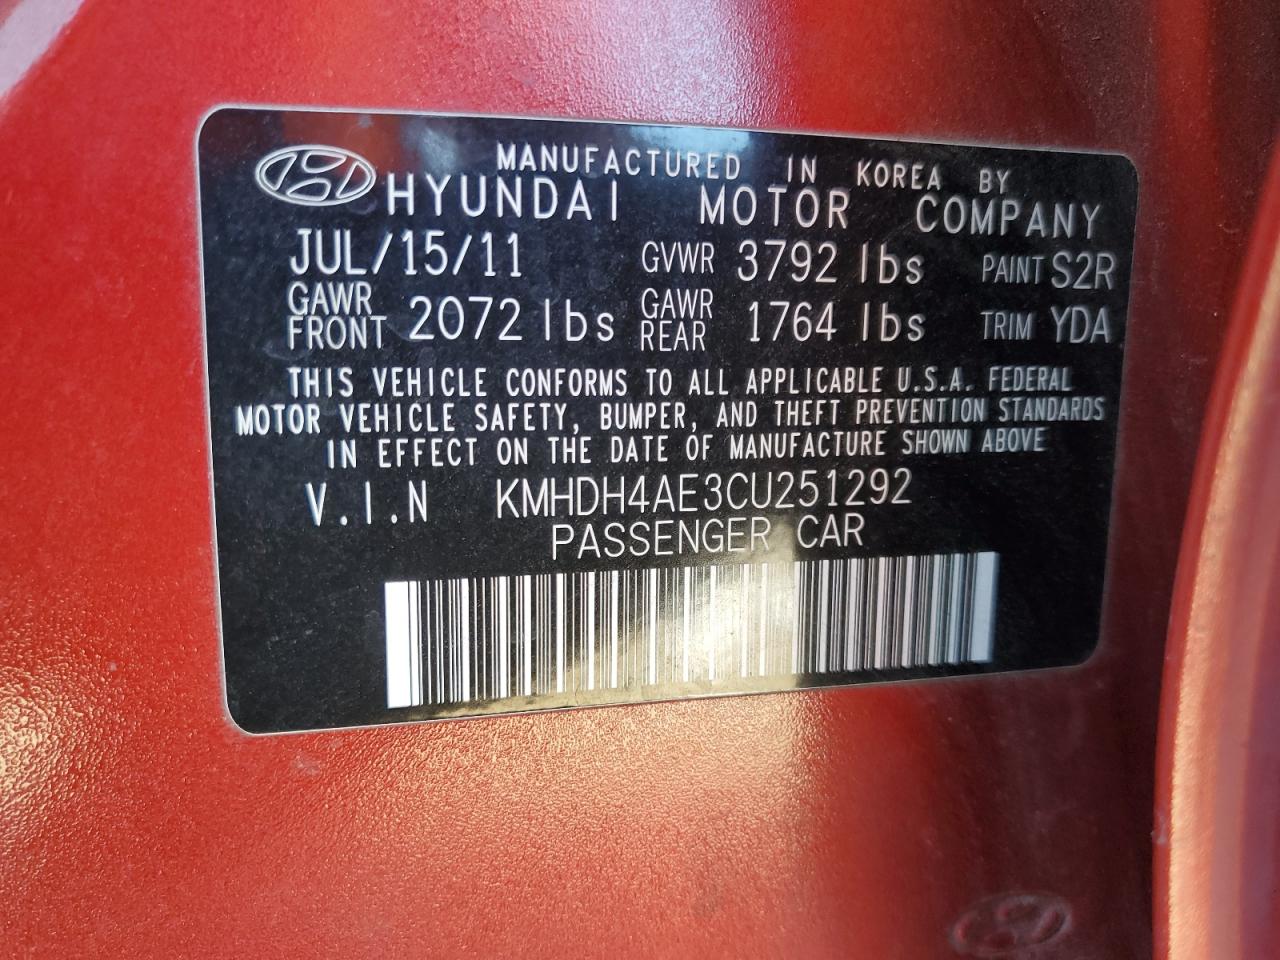 MANUFACTURED IN KOREA BY
HYUNDAI MOTOR COMPANY
JUL/15/11 GVWR 3792 lbs PAINT S2R
GAWR FRONT 2072 lbs GAWR REAR 1764 lbs TRIM YDA
THIS VEHICLE CONFORMS TO ALL APPLICABLE U.S.A. FEDERAL
MOTOR VEHICLE SAFETY, BUMPER, AND THEFT PREVENTION STANDARDS
IN EFFECT ON THE DATE OF MANUFACTURE SHOWN ABOVE
V.I.N KMHDH4AE3CU251292
PASSENGER CAR